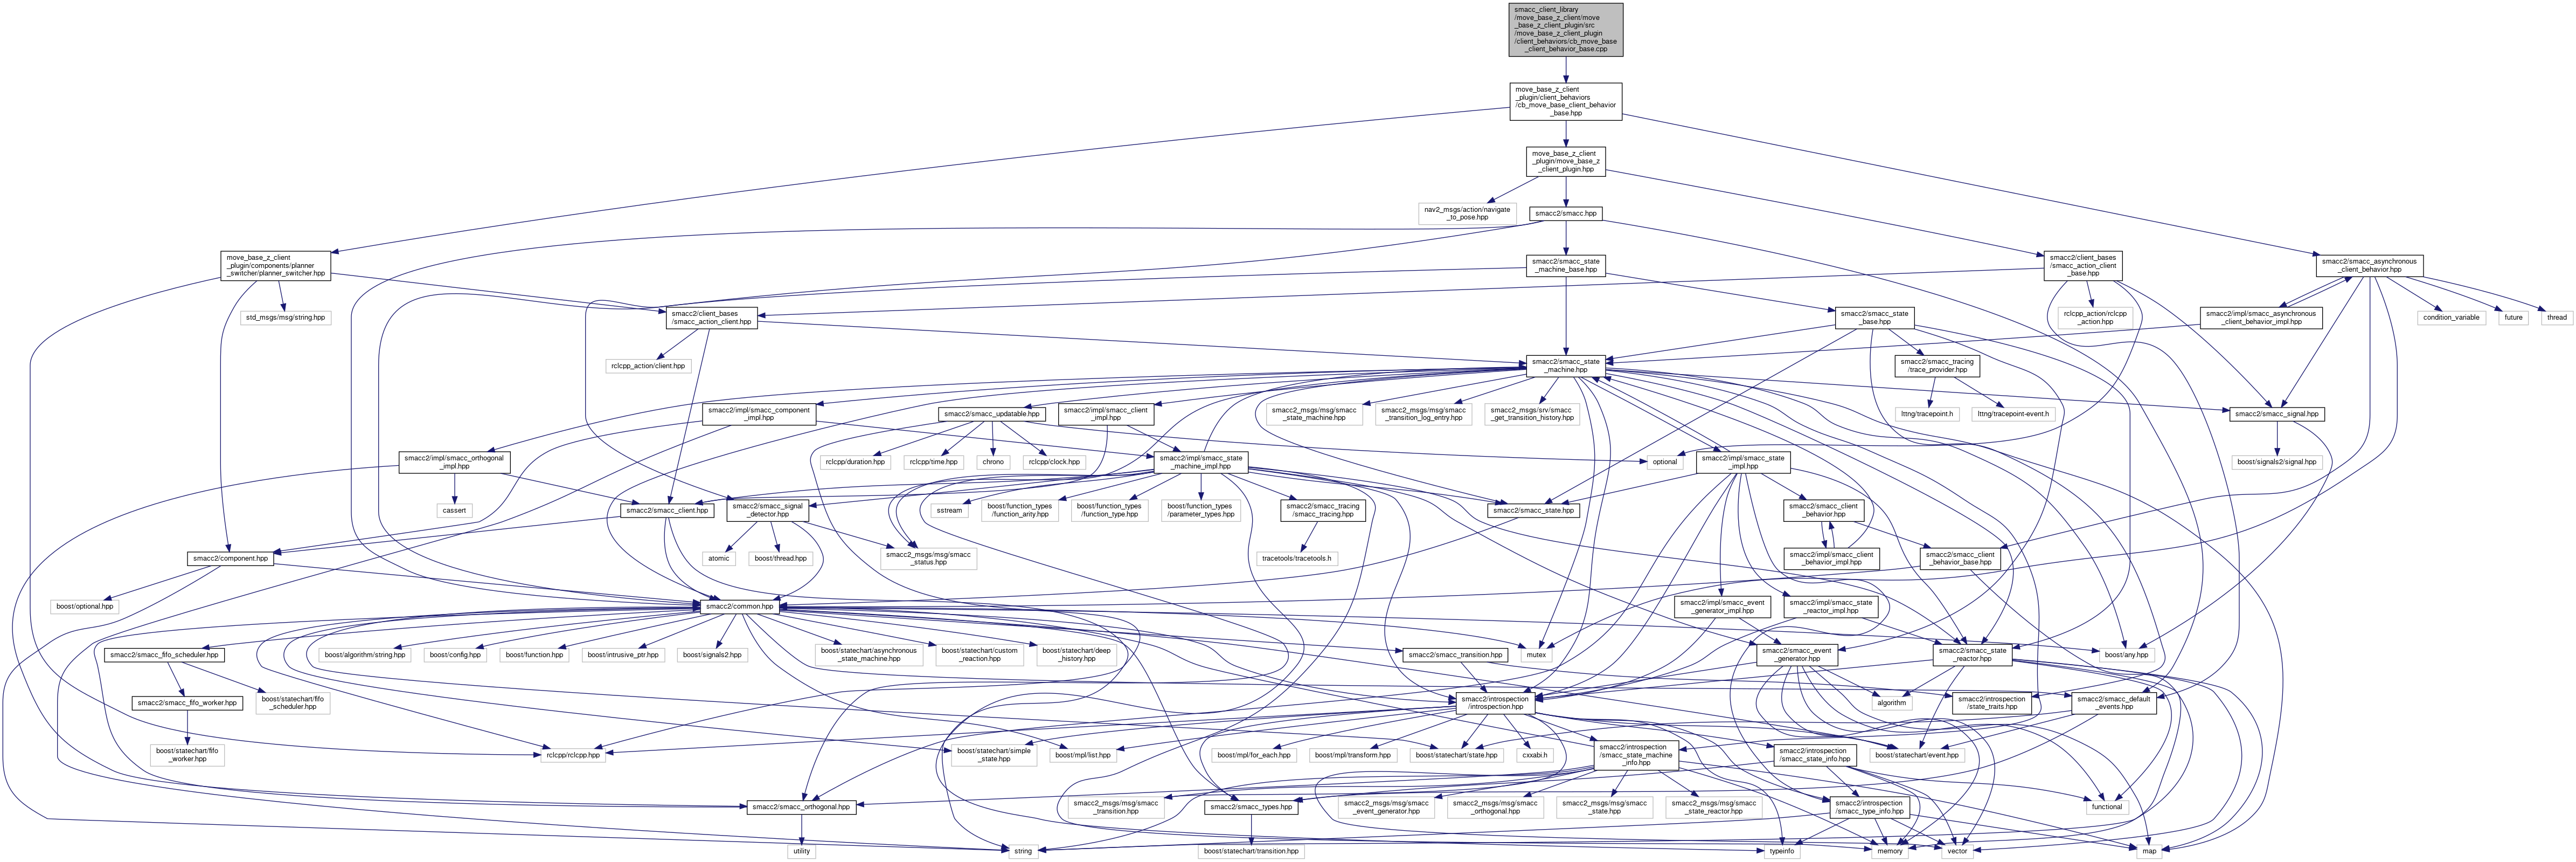 smacc_client_library
/move_base_z_client/move
_base_z_client_plugin/src
/move_base_z_client_plugin
/client_behaviors/cb_move_base
_client_behavior_base.cpp
move_base_z_client
_plugin/client_behaviors
/cb_move_base_client_behavior
_base.hpp
move_base_z_client
_plugin/move_base_z
_client_plugin.hpp
nav2_msgs/action/navigate
_to_pose.hpp
smacc2/smacc.hpp
move_base_z_client
_plugin/components/planner
_switcher/planner_switcher.hpp
smacc2/smacc_state
_machine_base.hpp
smacc2/client_bases
/smacc_action_client
_base.hpp
smacc2/smacc_asynchronous
_client_behavior.hpp
std_msgs/msg/string.hpp
smacc2/client_bases
/smacc_action_client.hpp
smacc2/smacc_state
_base.hpp
rclcpp_action/rclcpp
_action.hpp
smacc2/impl/smacc_asynchronous
_client_behavior_impl.hpp
condition_variable
future
thread
rclcpp_action/client.hpp
smacc2/smacc_state
_machine.hpp
smacc2/smacc_tracing
/trace_provider.hpp
smacc2/impl/smacc_component
_impl.hpp
smacc2/smacc_updatable.hpp
smacc2/impl/smacc_client
_impl.hpp
smacc2_msgs/msg/smacc
_state_machine.hpp
smacc2_msgs/msg/smacc
_transition_log_entry.hpp
smacc2_msgs/srv/smacc
_get_transition_history.hpp
lttng/tracepoint.h
lttng/tracepoint-event.h
smacc2/smacc_signal.hpp
smacc2/impl/smacc_orthogonal
_impl.hpp
rclcpp/duration.hpp
rclcpp/time.hpp
chrono
rclcpp/clock.hpp
smacc2/impl/smacc_state
_machine_impl.hpp
optional
smacc2/impl/smacc_state
_impl.hpp
boost/signals2/signal.hpp
cassert
smacc2/smacc_client.hpp
smacc2/smacc_signal
_detector.hpp
sstream
boost/function_types
/function_arity.hpp
boost/function_types
/function_type.hpp
boost/function_types
/parameter_types.hpp
smacc2/smacc_tracing
/smacc_tracing.hpp
smacc2/smacc_state.hpp
smacc2/smacc_client
_behavior.hpp
smacc2/component.hpp
atomic
boost/thread.hpp
smacc2_msgs/msg/smacc
_status.hpp
tracetools/tracetools.h
smacc2/impl/smacc_client
_behavior_impl.hpp
smacc2/smacc_client
_behavior_base.hpp
boost/optional.hpp
smacc2/common.hpp
smacc2/impl/smacc_event
_generator_impl.hpp
smacc2/impl/smacc_state
_reactor_impl.hpp
smacc2/smacc_fifo_scheduler.hpp
boost/algorithm/string.hpp
boost/config.hpp
boost/function.hpp
boost/intrusive_ptr.hpp
boost/signals2.hpp
boost/statechart/asynchronous
_state_machine.hpp
boost/statechart/custom
_reaction.hpp
boost/statechart/deep
_history.hpp
smacc2/smacc_transition.hpp
mutex
smacc2/smacc_event
_generator.hpp
smacc2/smacc_state
_reactor.hpp
boost/any.hpp
smacc2/smacc_fifo_worker.hpp
boost/statechart/fifo
_scheduler.hpp
smacc2/introspection
/introspection.hpp
algorithm
smacc2/introspection
/state_traits.hpp
smacc2/smacc_default
_events.hpp
boost/statechart/fifo
_worker.hpp
rclcpp/rclcpp.hpp
boost/statechart/simple
_state.hpp
boost/mpl/list.hpp
boost/mpl/for_each.hpp
boost/mpl/transform.hpp
boost/statechart/state.hpp
cxxabi.h
smacc2/introspection
/smacc_state_machine
_info.hpp
smacc2/introspection
/smacc_state_info.hpp
boost/statechart/event.hpp
smacc2/smacc_orthogonal.hpp
smacc2_msgs/msg/smacc
_transition.hpp
smacc2/smacc_types.hpp
smacc2_msgs/msg/smacc
_event_generator.hpp
smacc2_msgs/msg/smacc
_orthogonal.hpp
smacc2_msgs/msg/smacc
_state.hpp
smacc2_msgs/msg/smacc
_state_reactor.hpp
smacc2/introspection
/smacc_type_info.hpp
functional
utility
string
boost/statechart/transition.hpp
typeinfo
memory
vector
map